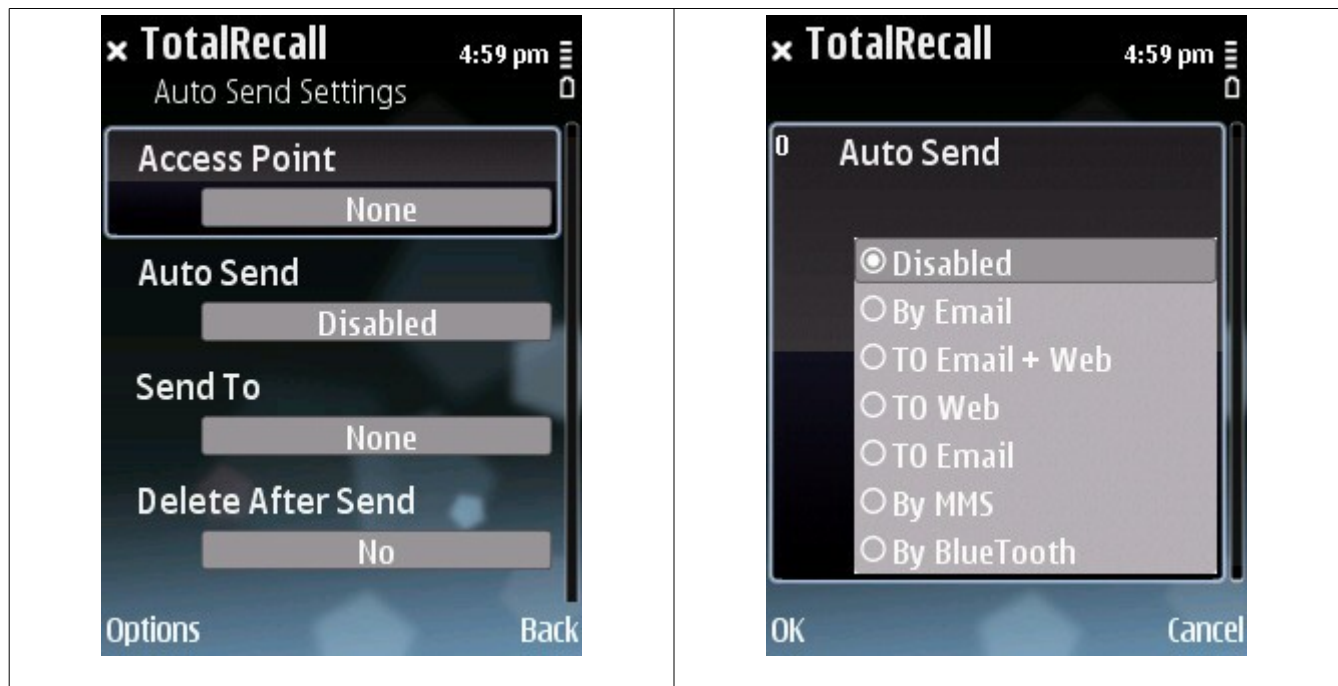 × TotalRecall 4:59 pm
Auto Send Settings
Access Point
None
Auto Send
Disabled
Send To
None
Delete After Send
No
Options Back
× TotalRecall 4:59 pm
0 Auto Send
Disabled
By Email
TO Email + Web
TO Web
TO Email
By MMS
By BlueTooth
OK Cancel